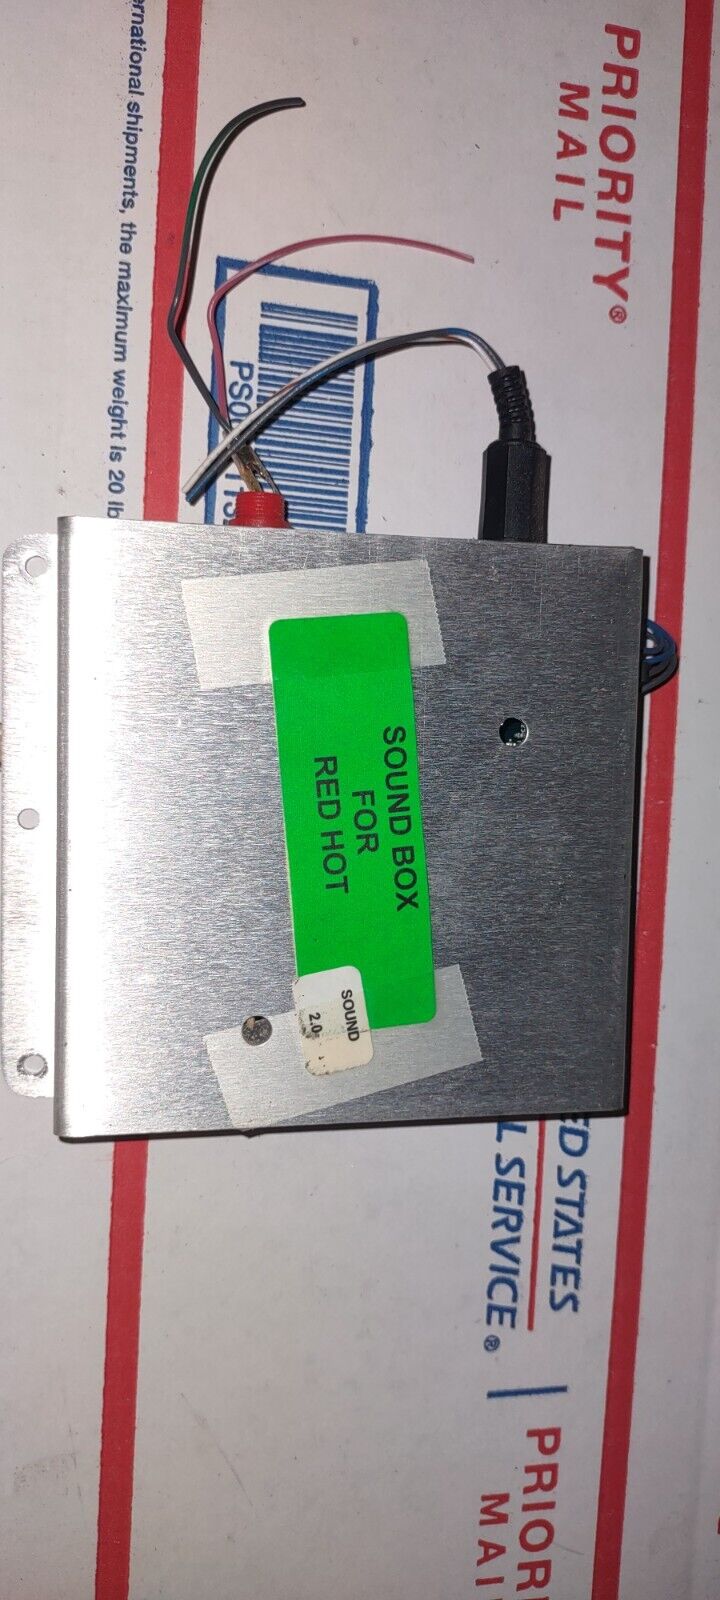 PRIORITY®
MAIL
ernational shipments, the maximum weight is 20 lb
SOUND BOX
FOR
RED HOT
SOUND
2.0
ED STATES
L SERVICE®
PRIOR
MAI